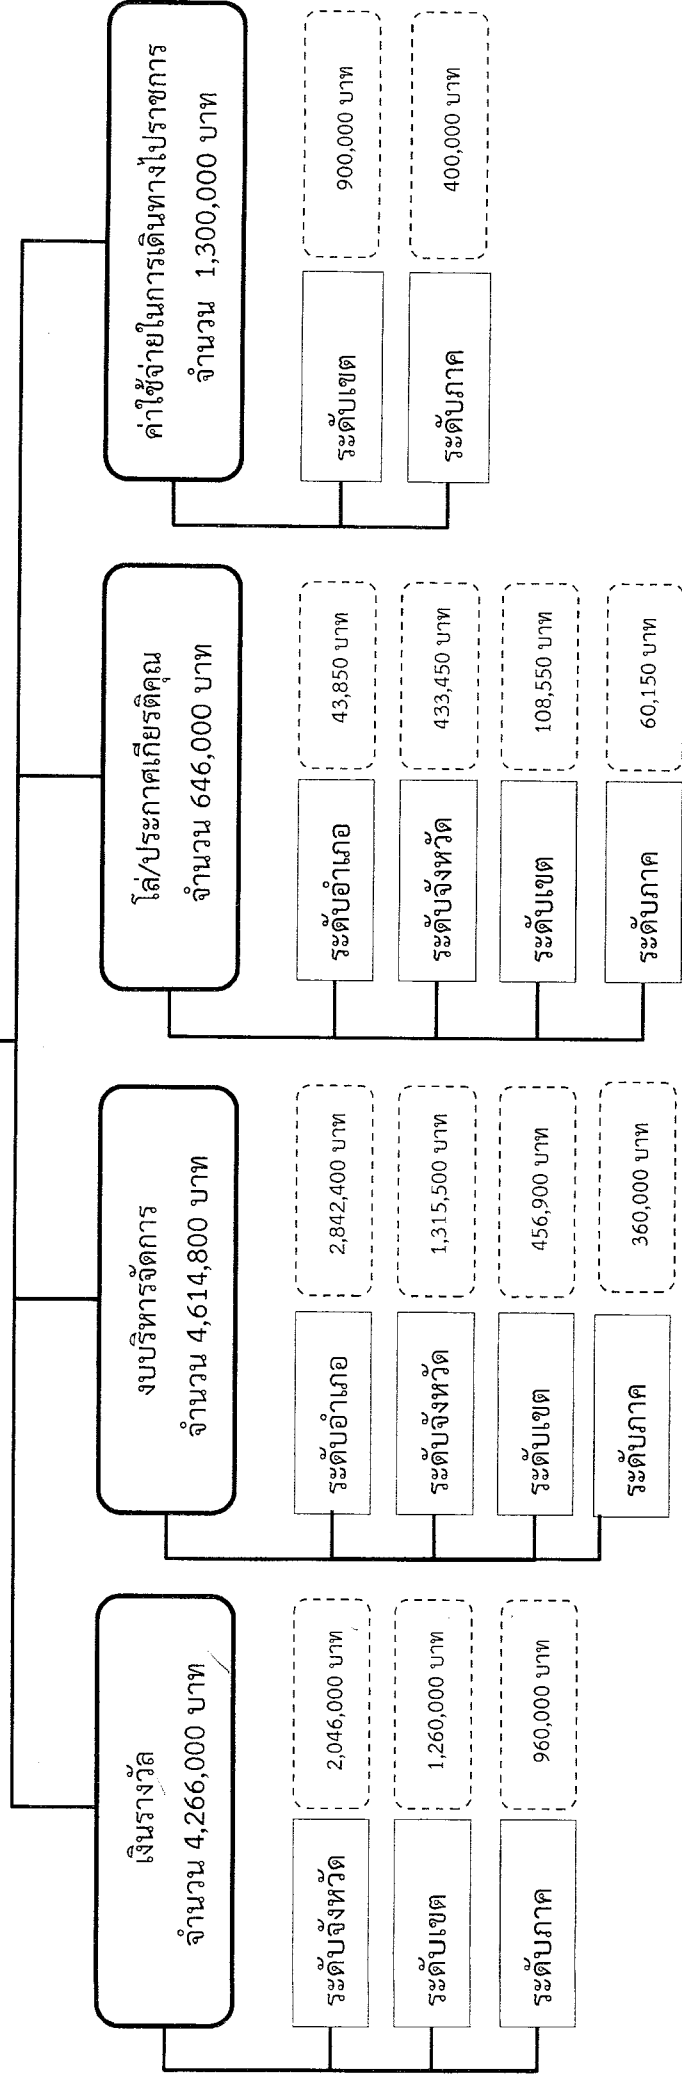 เงินรางวัล
จำนวน 4,266,000 บาท
ระดับจังหวัด
2,046,000 บาท
ระดับเขต
1,260,000 บาท
ระดับภาค
960,000 บาท
งบบริหารจัดการ
จำนวน 4,614,800 บาท
ระดับอำเภอ
2,842,400 บาท
ระดับจังหวัด
1,315,500 บาท
ระดับเขต
456,900 บาท
ระดับภาค
360,000 บาท
โล่/ประกาศเกียรติคุณ
จำนวน 646,000 บาท
ระดับอำเภอ
43,850 บาท
ระดับจังหวัด
433,450 บาท
ระดับเขต
108,550 บาท
ระดับภาค
60,150 บาท
ค่าใช้จ่ายในการเดินทางไปราชการ
จำนวน 1,300,000 บาท
ระดับเขต
900,000 บาท
ระดับภาค
400,000 บาท